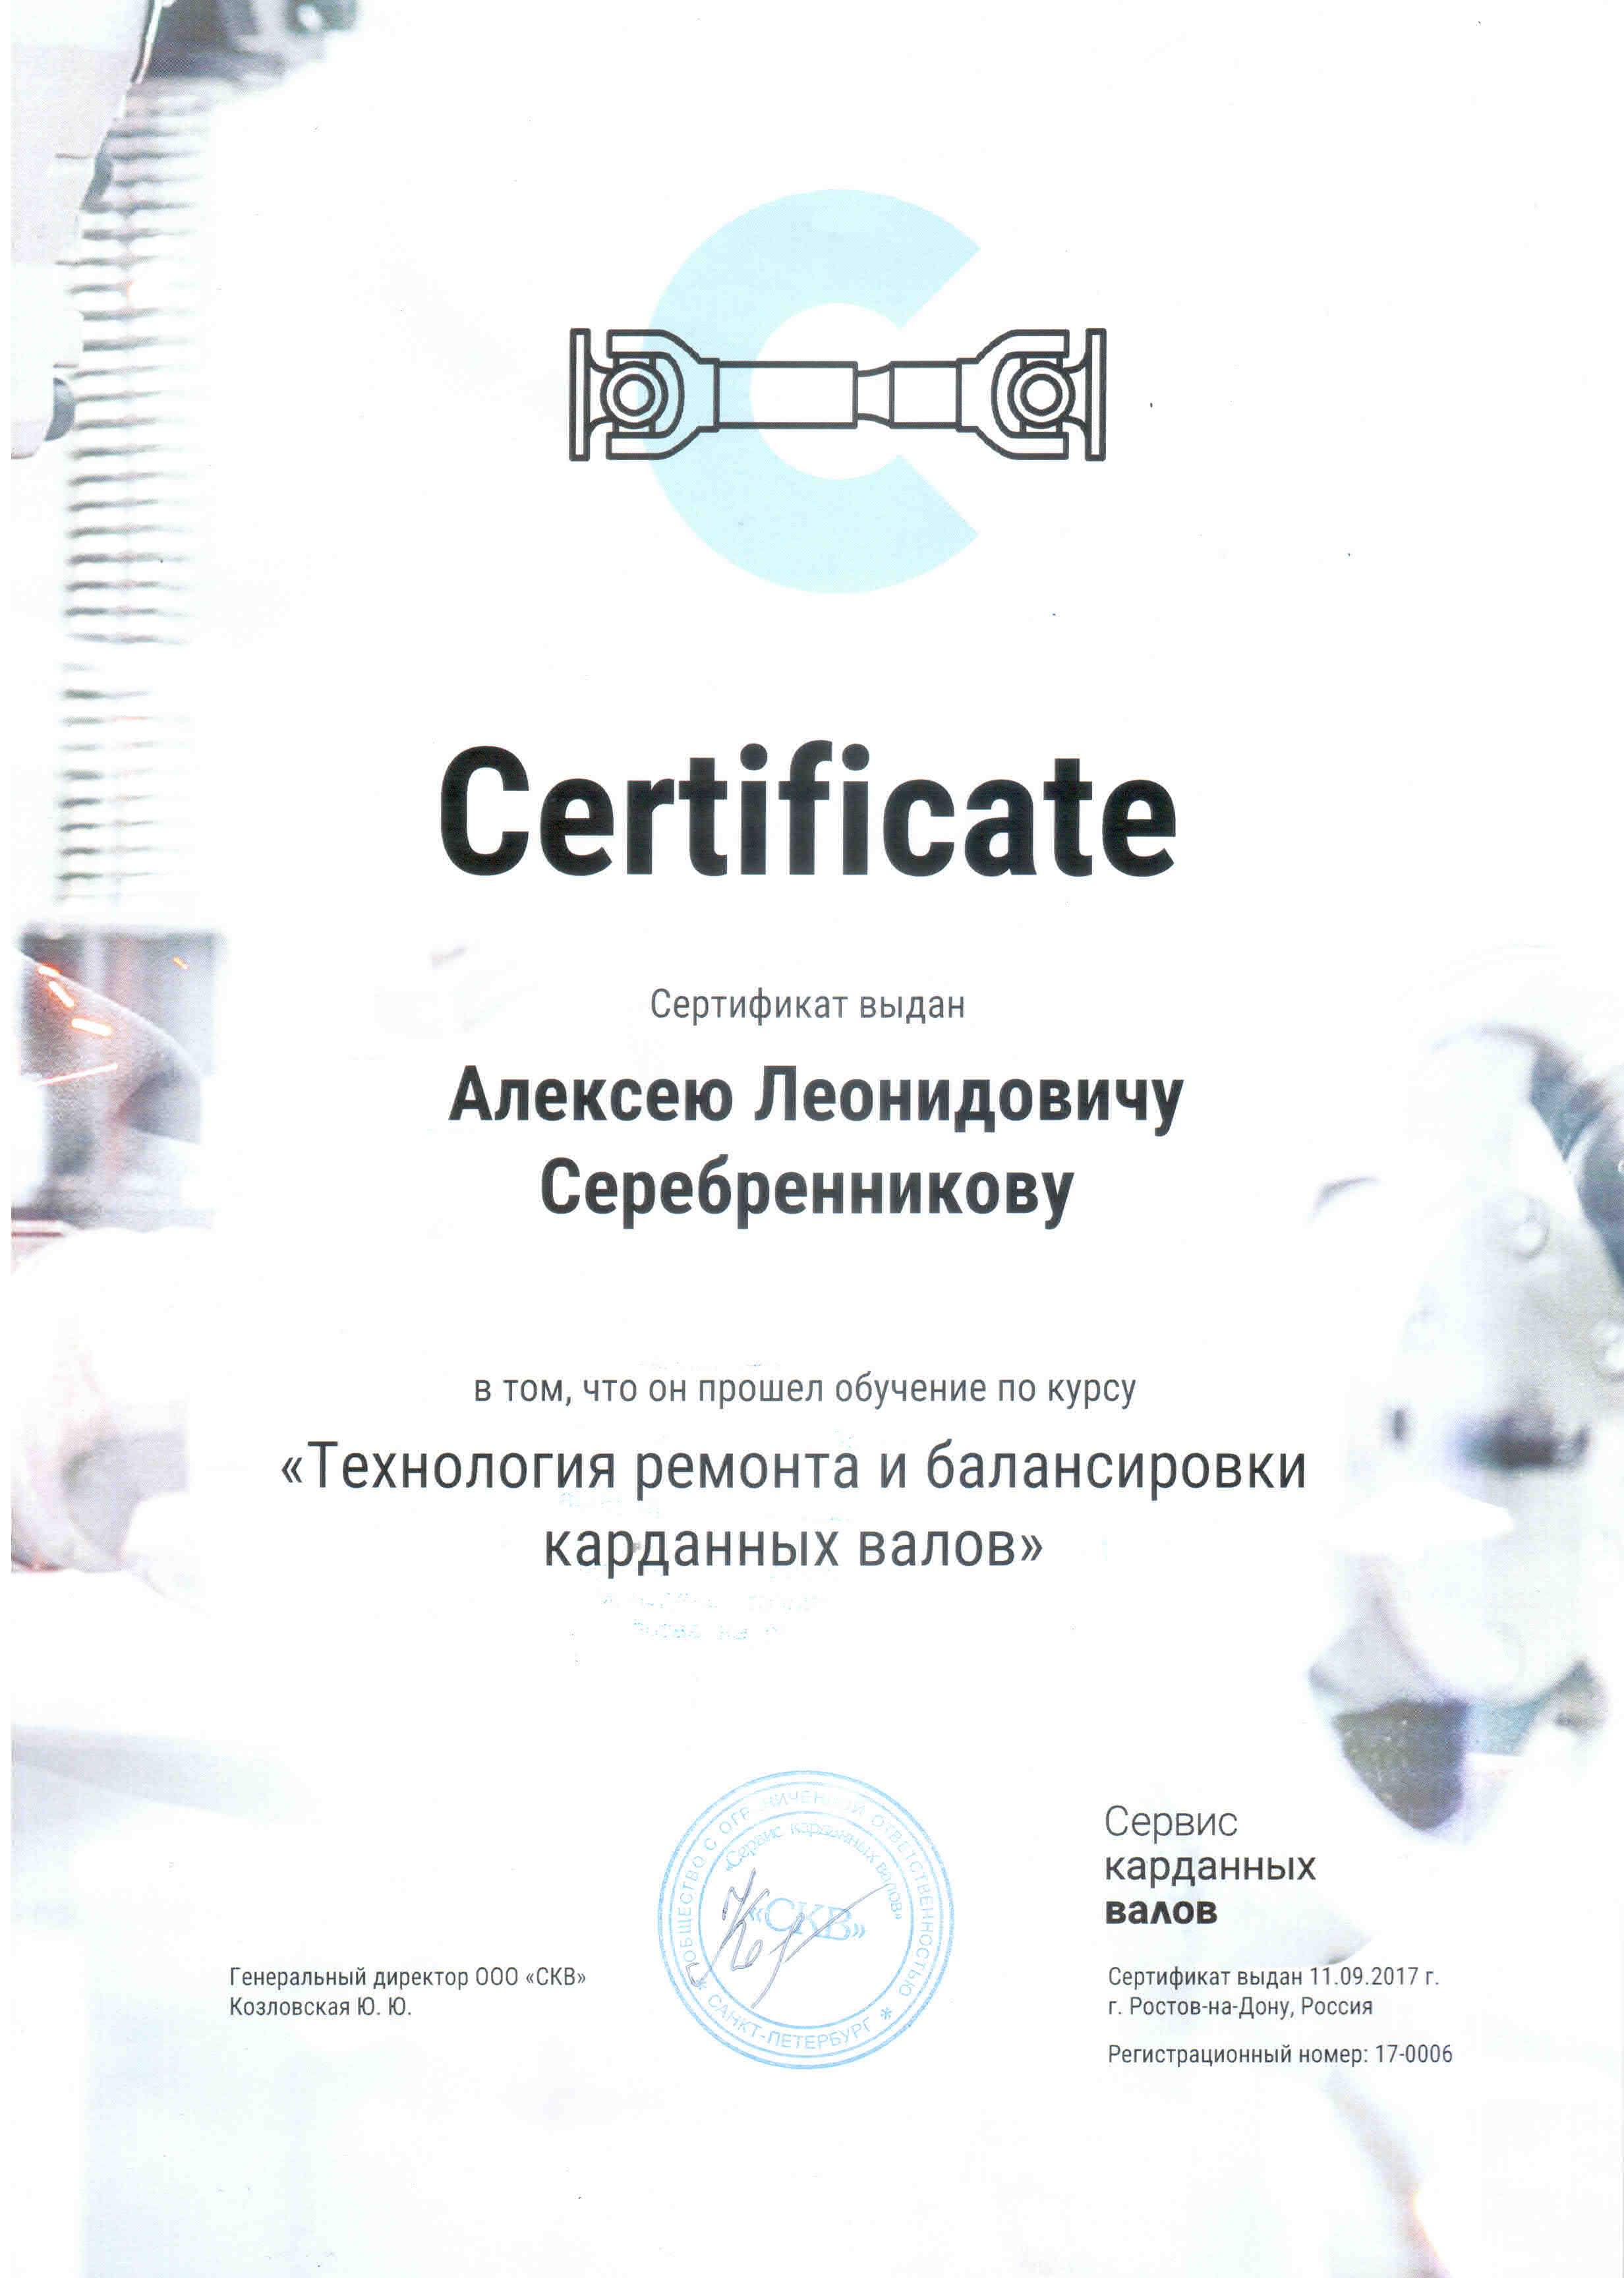 Certificate
Сертификат выдан
Алексею Леонидовичу
Серебренникову
в том, что он прошел обучение по курсу
«Технология ремонта и балансировки
карданных валов»
ОБЩЕСТВО С ОГРАНИЧЕННОЙ ОТВЕТСТВЕННОСТЬЮ
«Сервис карданных валов»
«СКВ»
* САНКТ-ПЕТЕРБУРГ *
Сервис
карданных
валов
Генеральный директор ООО «СКВ»
Козловская Ю. Ю.
Сертификат выдан 11.09.2017 г.
г. Ростов-на-Дону, Россия
Регистрационный номер: 17-0006